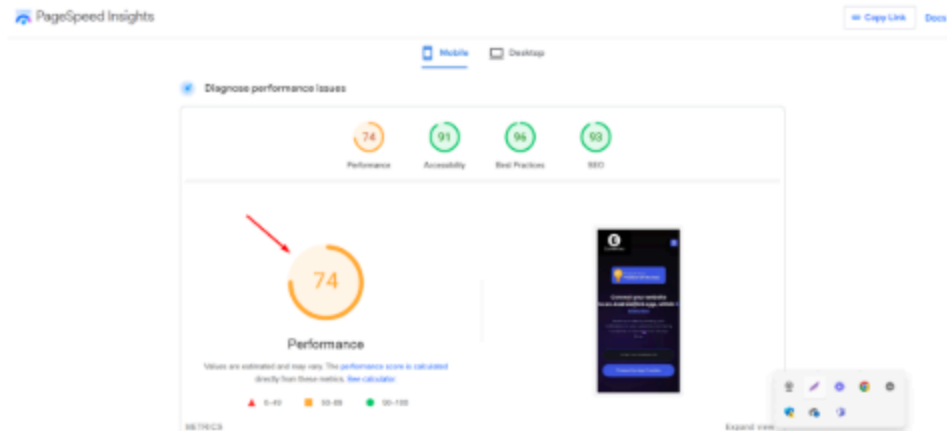 PageSpeed Insights
Copy Link
Docs
Mobile
Desktop
Diagnose performance issues
74
91
96
93
Performance
Accessibility
Best Practices
SEO
74
Performance
Values are estimated and may vary. The performance score is calculated
directly from these metrics. See calculator.
0-49
50-89
90-100
METRICS
Expand view